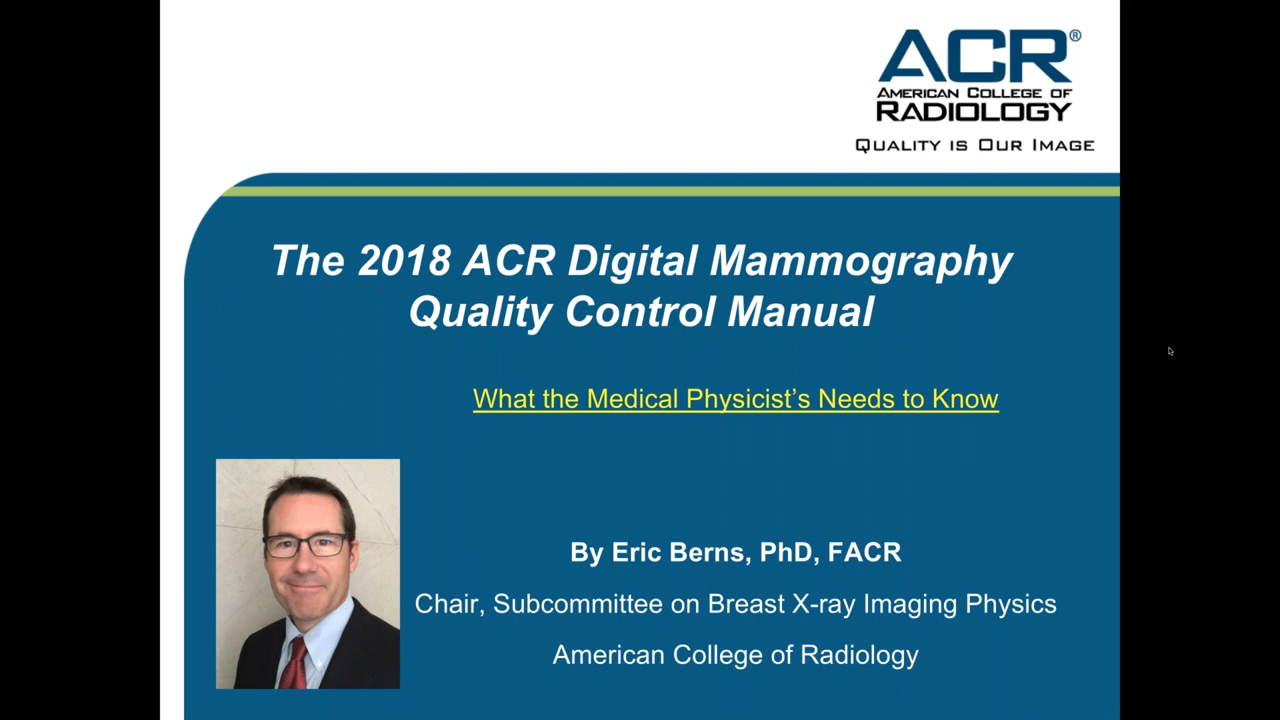 ACR®
AMERICAN COLLEGE OF
RADIOLOGY
QUALITY IS OUR IMAGE
The 2018 ACR Digital Mammography
Quality Control Manual
What the Medical Physicist's Needs to Know
By Eric Berns, PhD, FACR
Chair, Subcommittee on Breast X-ray Imaging Physics
American College of Radiology